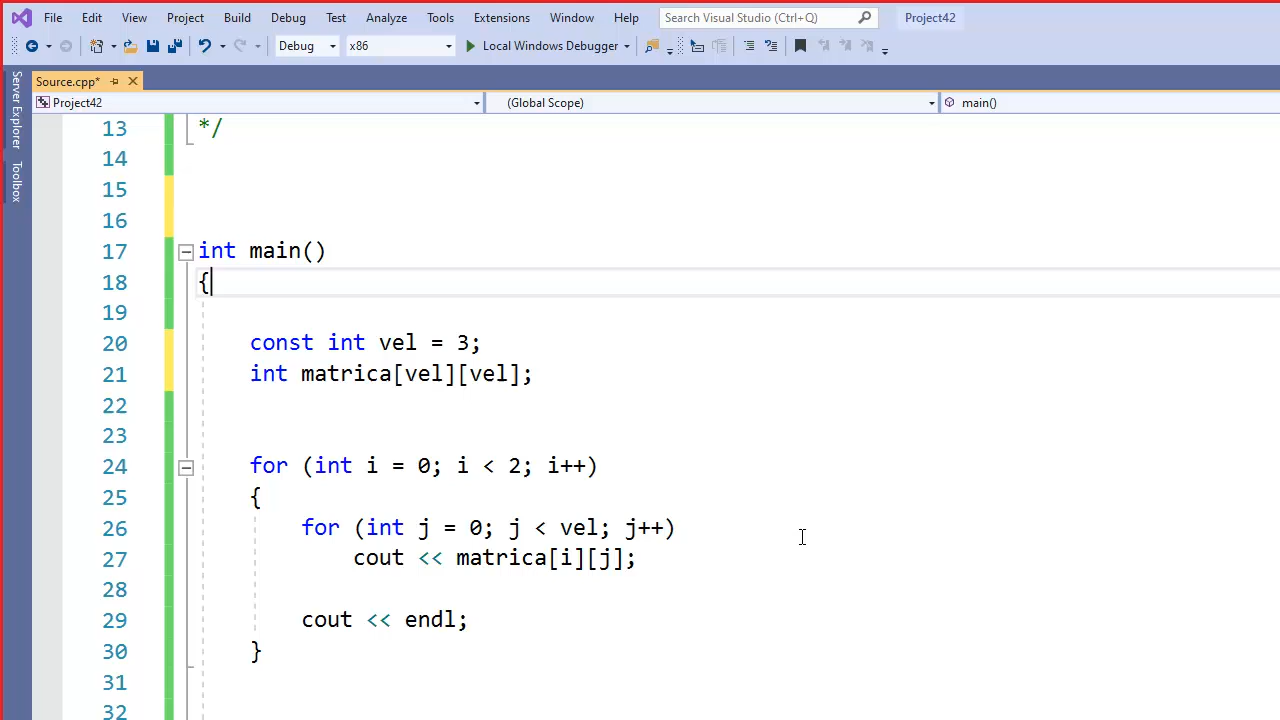 File Edit View Project Build Debug Test Analyze Tools Extensions Window Help Search Visual Studio (Ctrl+Q) Project42
Debug x86 Local Windows Debugger
Server Explorer
Toolbox
Source.cpp*
Project42 (Global Scope) main()
13 */
14
15
16
17 int main()
18 {
19
20 const int vel = 3;
21 int matrica[vel][vel];
22
23
24 for (int i = 0; i < 2; i++)
25 {
26 for (int j = 0; j < vel; j++)
27 cout << matrica[i][j];
28
29 cout << endl;
30 }
31
32